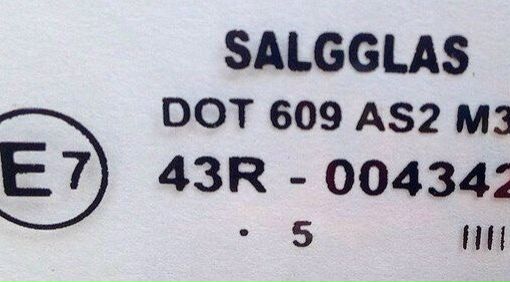 SALGGLAS
DOT 609 AS2 M3
E7
43R - 004342
. 5 IIII